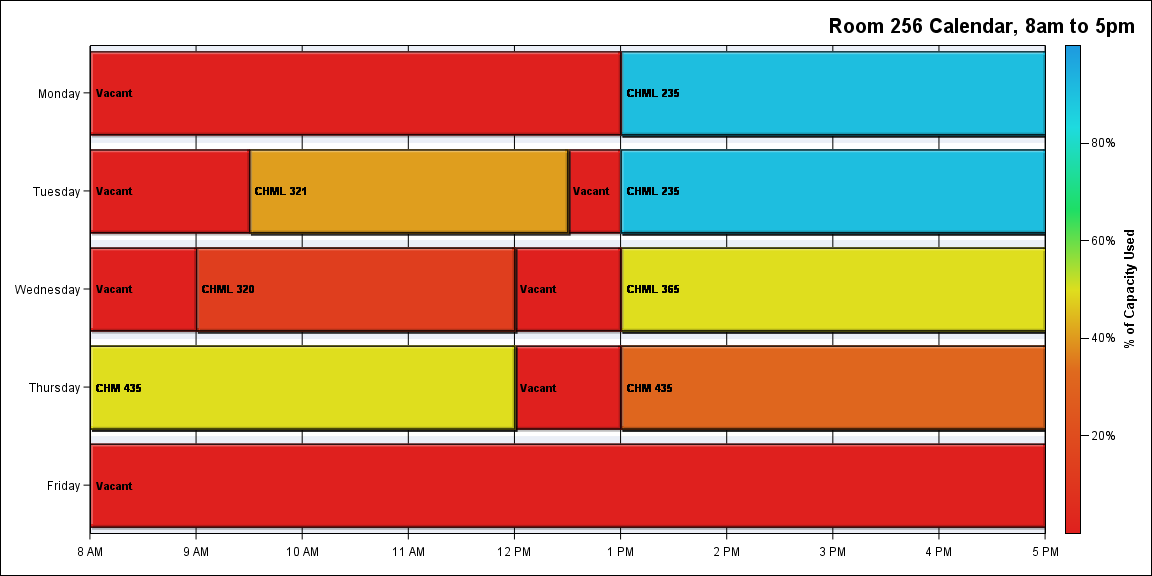 Room 256 Calendar, 8am to 5pm
Monday
Vacant
CHML 235
Tuesday
Vacant
CHML 321
Vacant
CHML 235
Wednesday
Vacant
CHML 320
Vacant
CHML 365
Thursday
CHM 435
Vacant
CHM 435
Friday
Vacant
8 AM
9 AM
10 AM
11 AM
12 PM
1 PM
2 PM
3 PM
4 PM
5 PM
80%
60%
40%
20%
% of Capacity Used